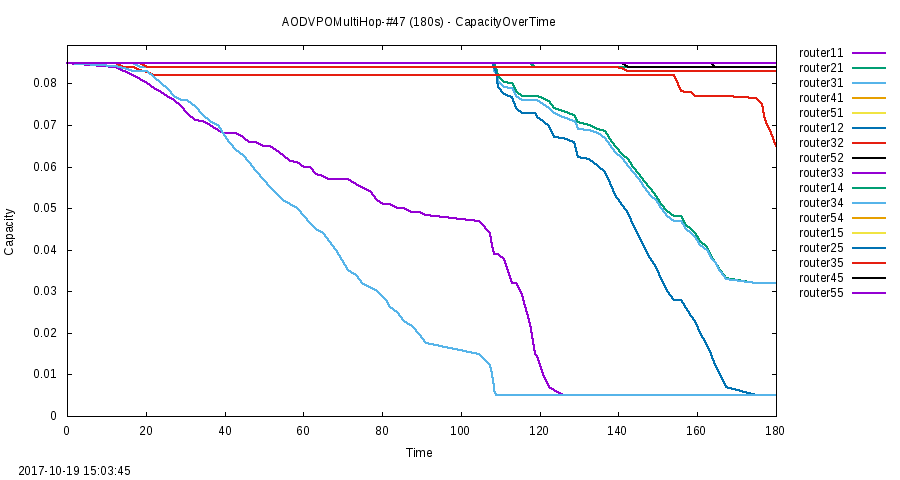 AODVPOMultiHop-#47 (180s) - CapacityOverTime
Capacity
0.08
0.07
0.06
0.05
0.04
0.03
0.02
0.01
0
0 20 40 60 80 100 120 140 160 180
Time
router11
router21
router31
router41
router51
router12
router32
router52
router33
router14
router34
router54
router15
router25
router35
router45
router55
2017-10-19 15:03:45